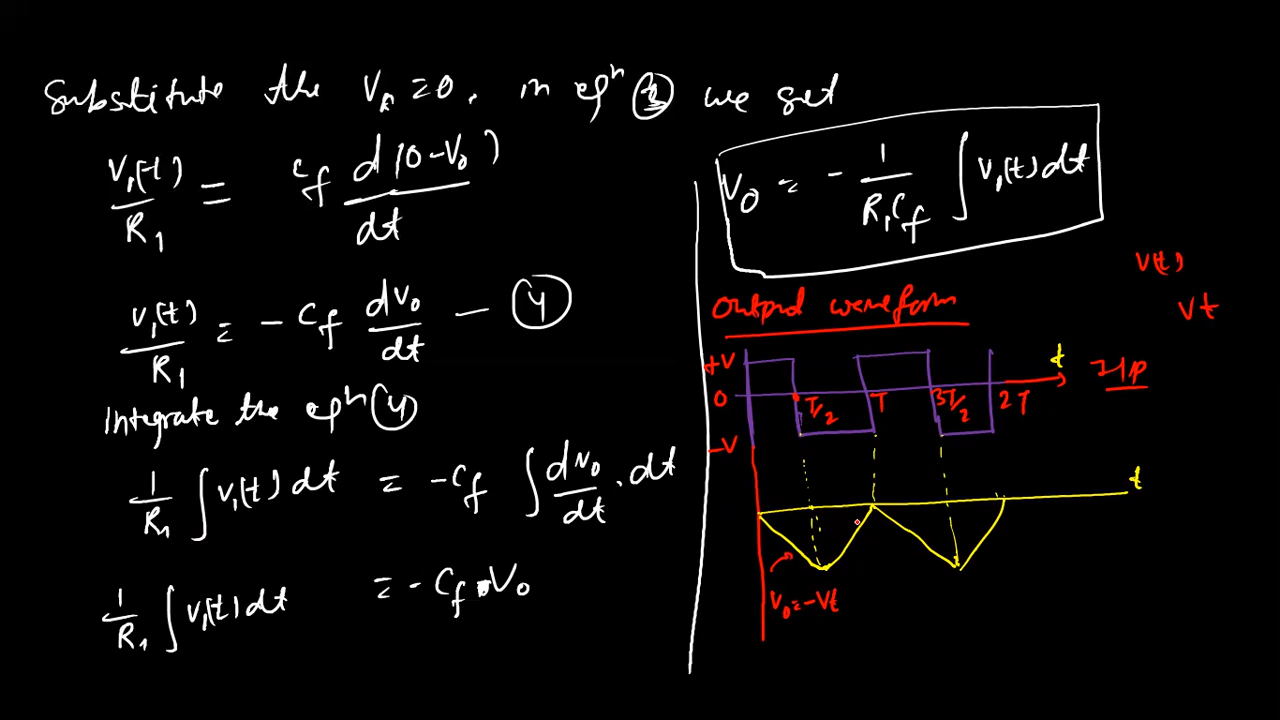 Substitute the V_A = 0, in eqⁿ ② we get
V₁(t)/R₁ = C_f d(0 - V₀)/dt
V₁(t)/R₁ = - C_f dV₀/dt — ④
Integrate the eqⁿ ④
1/R₁ ∫ V₁(t) dt = - C_f ∫ dV₀/dt . dt
1/R₁ ∫ V₁(t) dt = - C_f V₀
V₀ = - 1/(R₁C_f) ∫ V₁(t) dt
V(t)
Vt
Output waveform
+V
t
I/P
0 T/2 T 3T/2 2T
-V
t
V₀ = -Vt